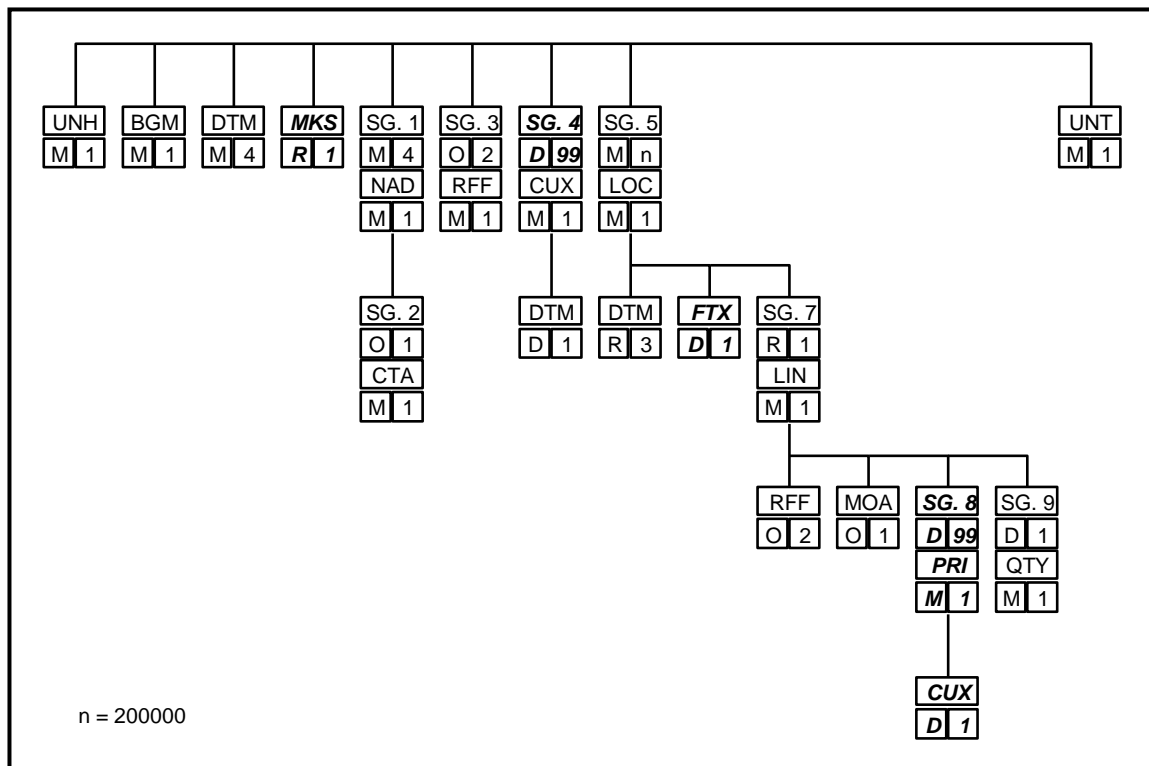 UNH BGM DTM MKS SG. 1 SG. 3 SG. 4 SG. 5 UNT
M 1 M 1 M 4 R 1 M 4 O 2 D 99 M n M 1
NAD RFF CUX LOC
M 1 M 1 M 1 M 1
SG. 2 DTM DTM FTX SG. 7
O 1 D 1 R 3 D 1 R 1
CTA LIN
M 1 M 1
RFF MOA SG. 8 SG. 9
O 2 O 1 D 99 D 1
PRI QTY
M 1 M 1
CUX
D 1
n = 200000